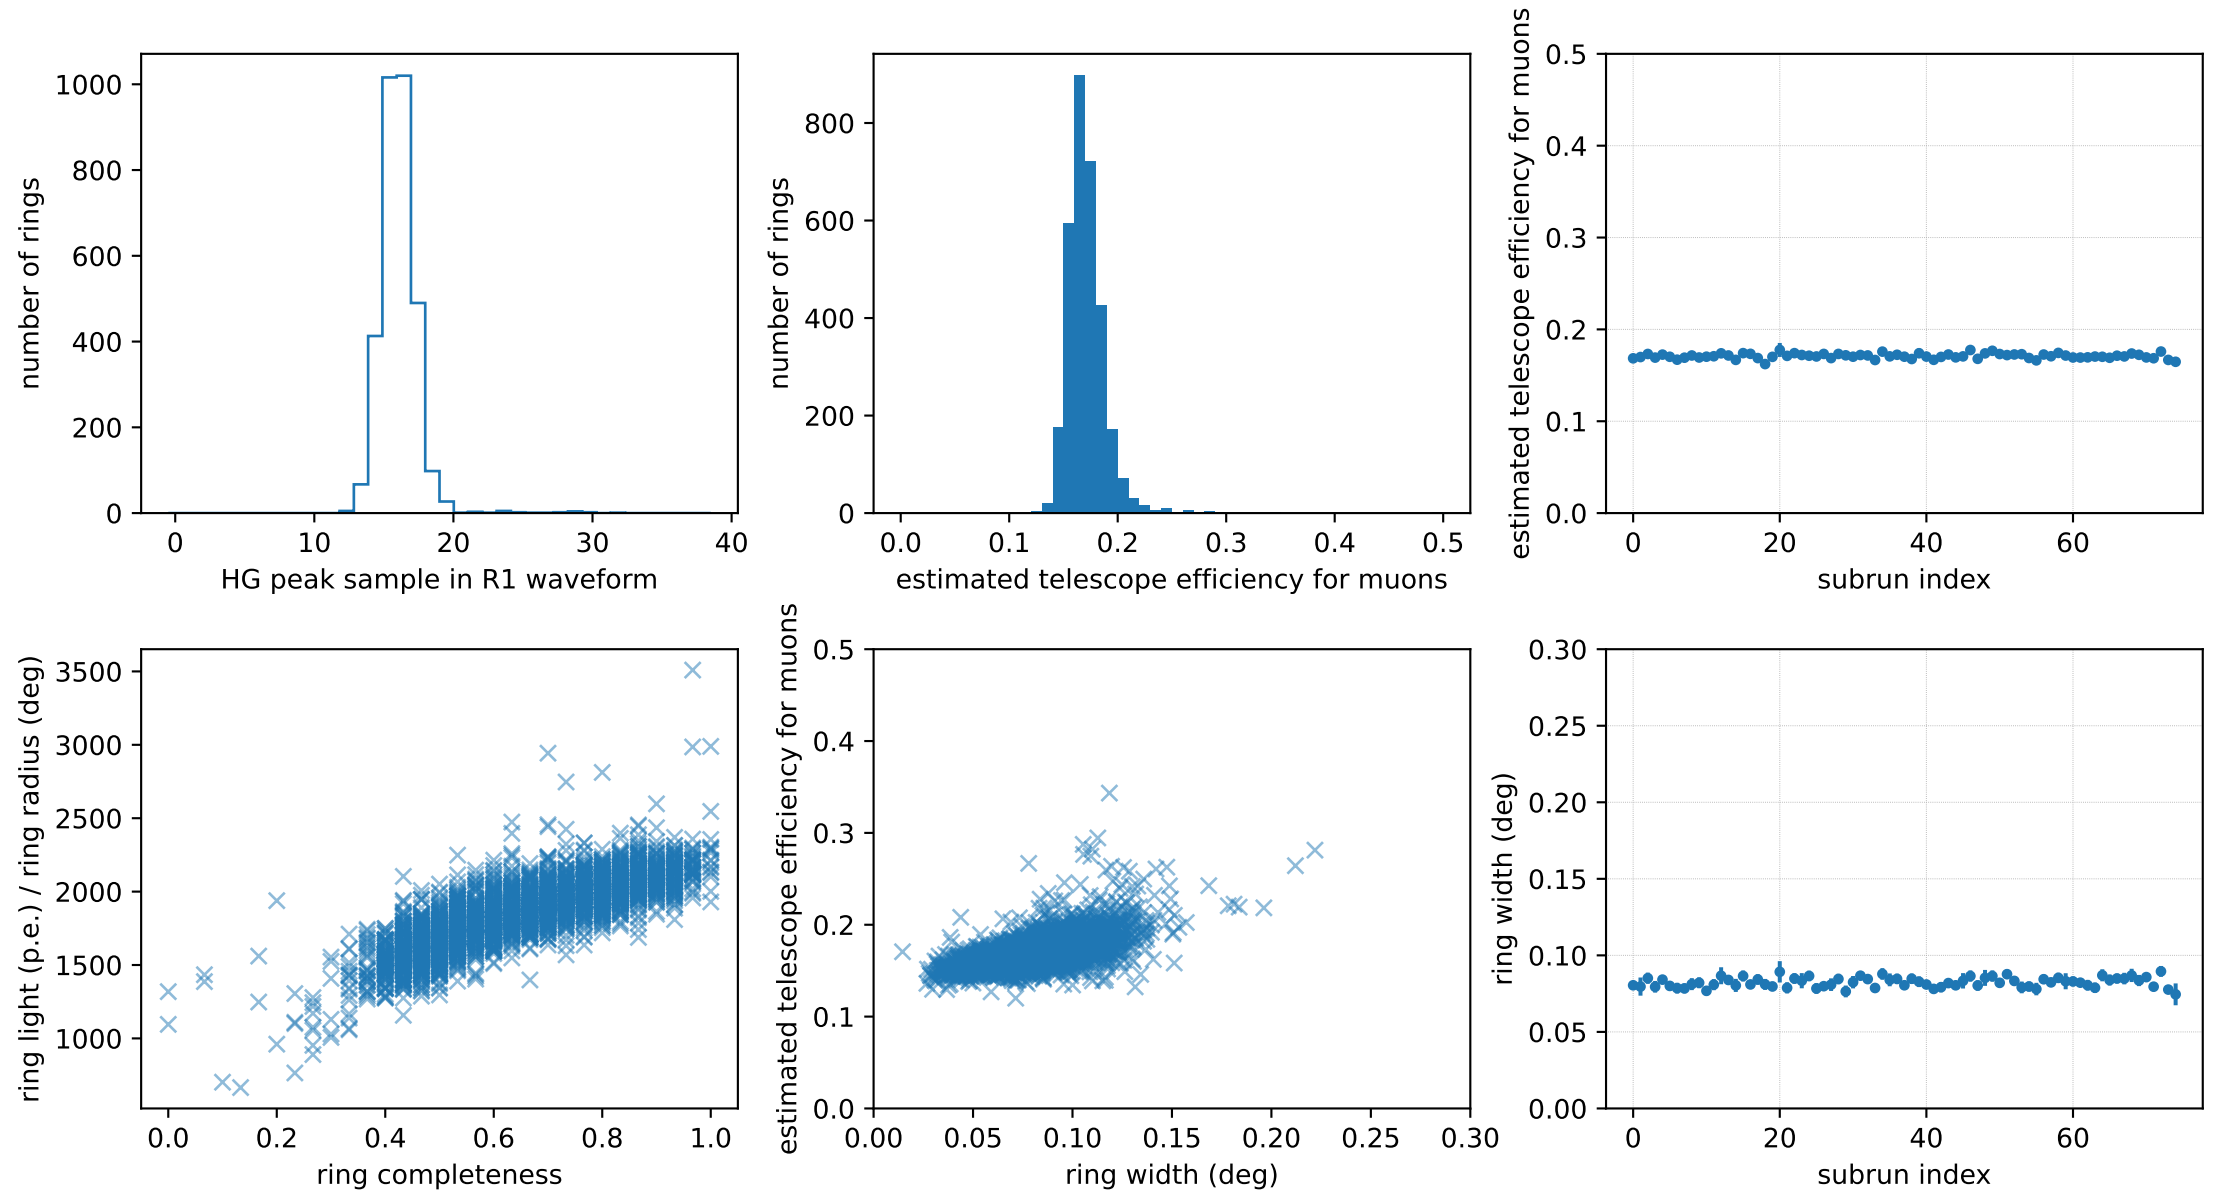 1000
800
600
400
200
0
number of rings
0 10 20 30 40
HG peak sample in R1 waveform
800
600
400
200
0
number of rings
0.0 0.1 0.2 0.3 0.4 0.5
estimated telescope efficiency for muons
0.5
0.4
0.3
0.2
0.1
0.0
estimated telescope efficiency for muons
0 20 40 60
subrun index
3500
3000
2500
2000
1500
1000
ring light (p.e.) / ring radius (deg)
0.0 0.2 0.4 0.6 0.8 1.0
ring completeness
0.5
0.4
0.3
0.2
0.1
0.0
estimated telescope efficiency for muons
0.00 0.05 0.10 0.15 0.20 0.25 0.30
ring width (deg)
0.30
0.25
0.20
0.15
0.10
0.05
0.00
ring width (deg)
0 20 40 60
subrun index